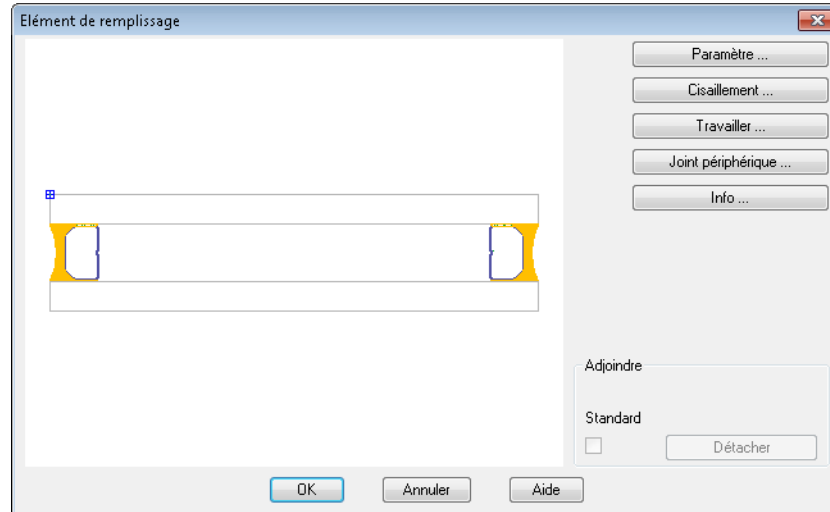 Elément de remplissage
Paramètre ...
Cisaillement ...
Travailler ...
Joint périphérique ...
Info ...
Adjoindre
Standard
Détacher
OK
Annuler
Aide